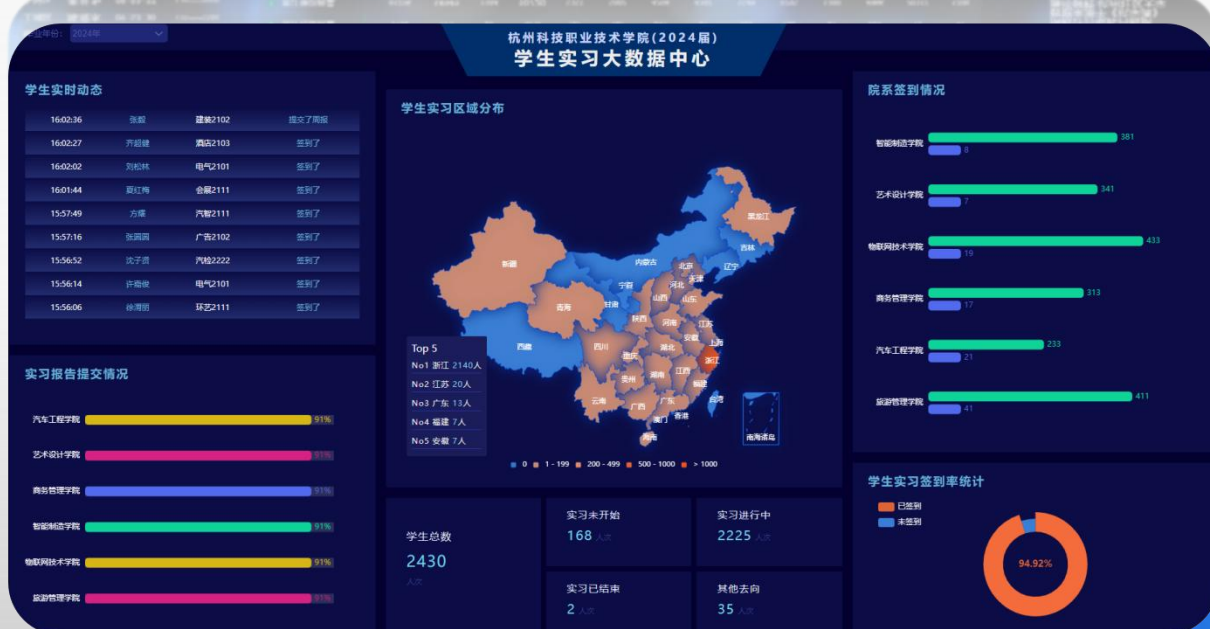 杭州科技职业技术学院(2024届)
学生实习大数据中心
2024年
学生实时动态
16:02:36 张毅 建装2102 提交了周报
16:02:27 齐超健 酒店2103 签到了
16:02:02 刘松林 电气2101 签到了
16:01:44 夏红梅 会展2111 签到了
15:57:49 方曙 汽智2111 签到了
15:57:16 张圆圆 广告2102 签到了
15:56:52 沈子贤 汽检2222 签到了
15:56:14 许楷俊 电气2101 签到了
15:56:06 徐清丽 环艺2111 签到了
实习报告提交情况
汽车工程学院 91%
艺术设计学院 91%
商务管理学院 91%
智能制造学院 91%
物联网技术学院 91%
旅游管理学院 91%
学生实习区域分布
黑龙江
吉林
辽宁
内蒙古
北京
天津
新疆
宁夏
河北
山西
山东
青海
甘肃
陕西
河南
江苏
西藏
四川
重庆
湖北
安徽
上海
浙江
贵州
湖南
江西
福建
云南
广西
广东
台湾
香港
澳门
海南
南海诸岛
Top 5
No1 浙江 2140人
No2 江苏 20人
No3 广东 13人
No4 福建 7人
No5 安徽 7人
0 1 - 199 200 - 499 500 - 1000 > 1000
学生总数
2430
人次
实习未开始
168 人次
实习进行中
2225 人次
实习已结束
2 人次
其他去向
35 人次
院系签到情况
智能制造学院 381
8
艺术设计学院 341
7
物联网技术学院 433
19
商务管理学院 313
17
汽车工程学院 233
21
旅游管理学院 411
41
学生实习签到率统计
已签到
未签到
94.92%